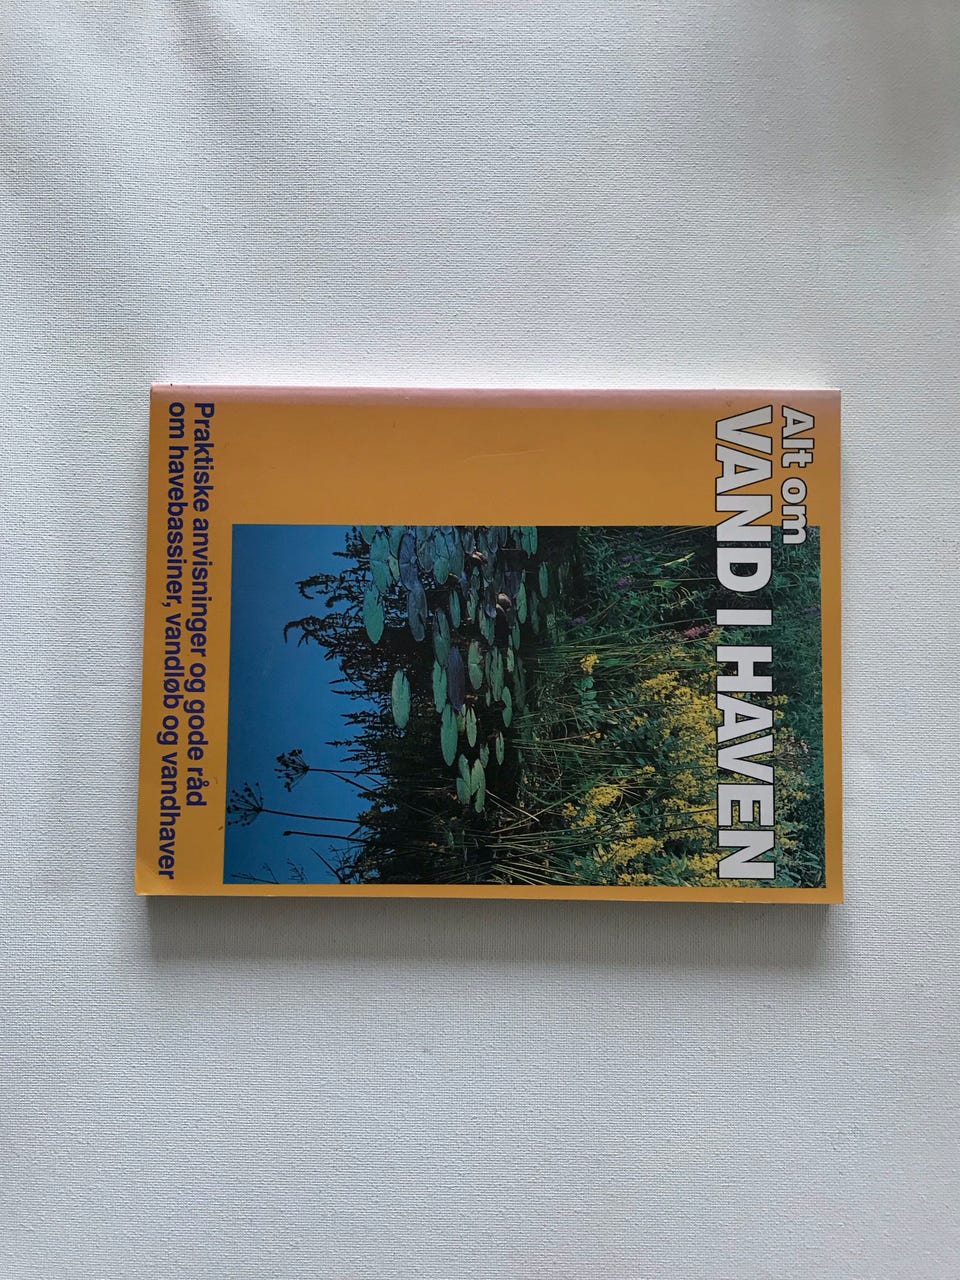 Alt om
VAND I HAVEN
Praktiske anvisninger og gode råd
om havebassiner, vandløb og vandhaver